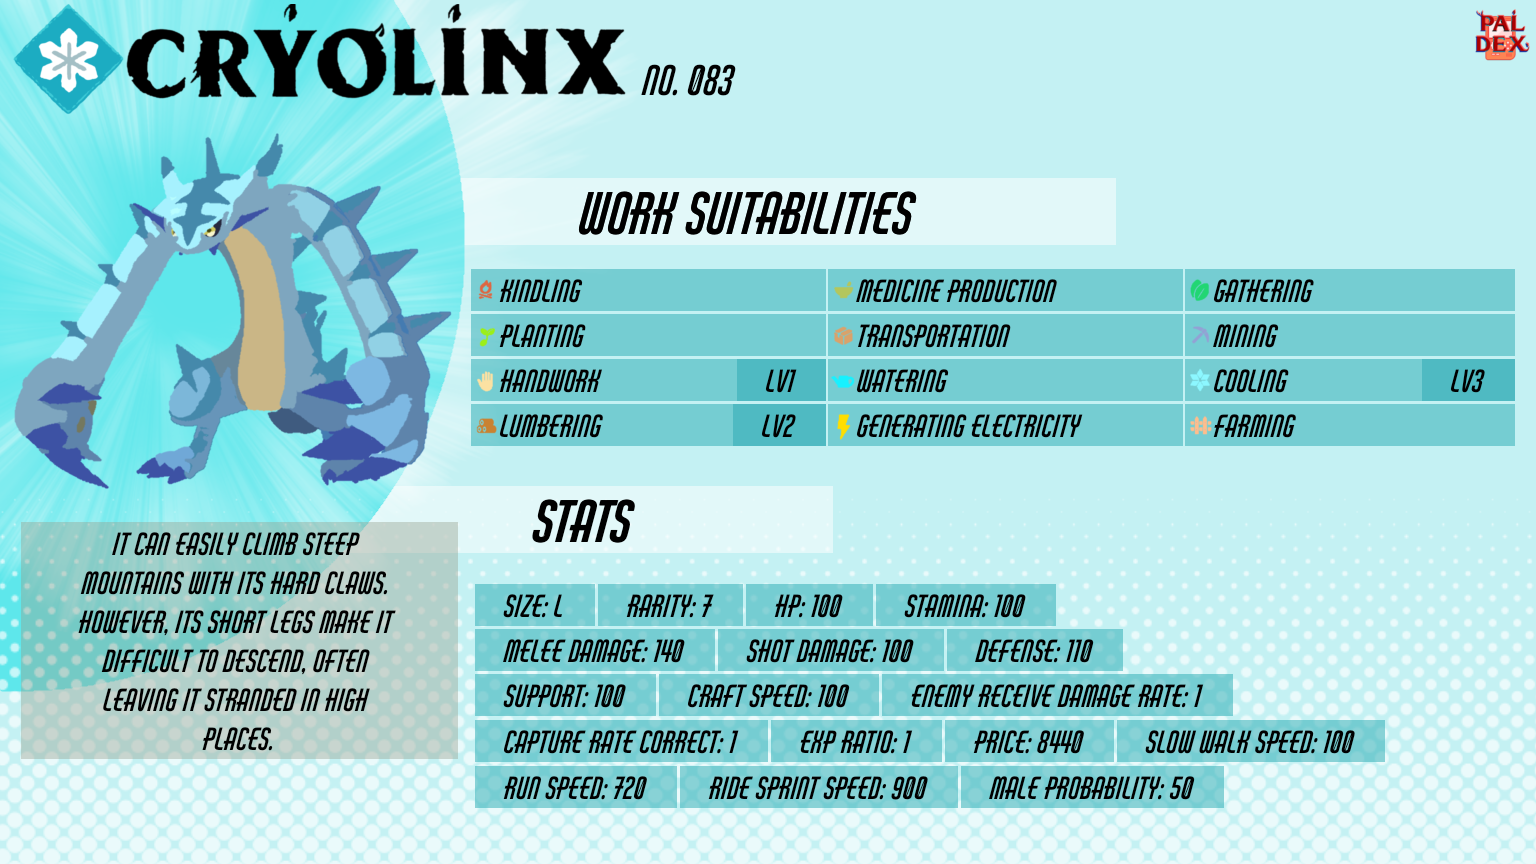 CRYOLINX NO. 083
PAL
DEX
WORK SUITABILITIES
KINDLING MEDICINE PRODUCTION GATHERING
PLANTING TRANSPORTATION MINING
HANDWORK LV1 WATERING COOLING LV3
LUMBERING LV2 GENERATING ELECTRICITY FARMING
STATS
IT CAN EASILY CLIMB STEEP
MOUNTAINS WITH ITS HARD CLAWS.
HOWEVER, ITS SHORT LEGS MAKE IT
DIFFICULT TO DESCEND, OFTEN
LEAVING IT STRANDED IN HIGH
PLACES.
SIZE: L RARITY: 7 HP: 100 STAMINA: 100
MELEE DAMAGE: 140 SHOT DAMAGE: 100 DEFENSE: 110
SUPPORT: 100 CRAFT SPEED: 100 ENEMY RECEIVE DAMAGE RATE: 1
CAPTURE RATE CORRECT: 1 EXP RATIO: 1 PRICE: 8440 SLOW WALK SPEED: 100
RUN SPEED: 720 RIDE SPRINT SPEED: 900 MALE PROBABILITY: 50